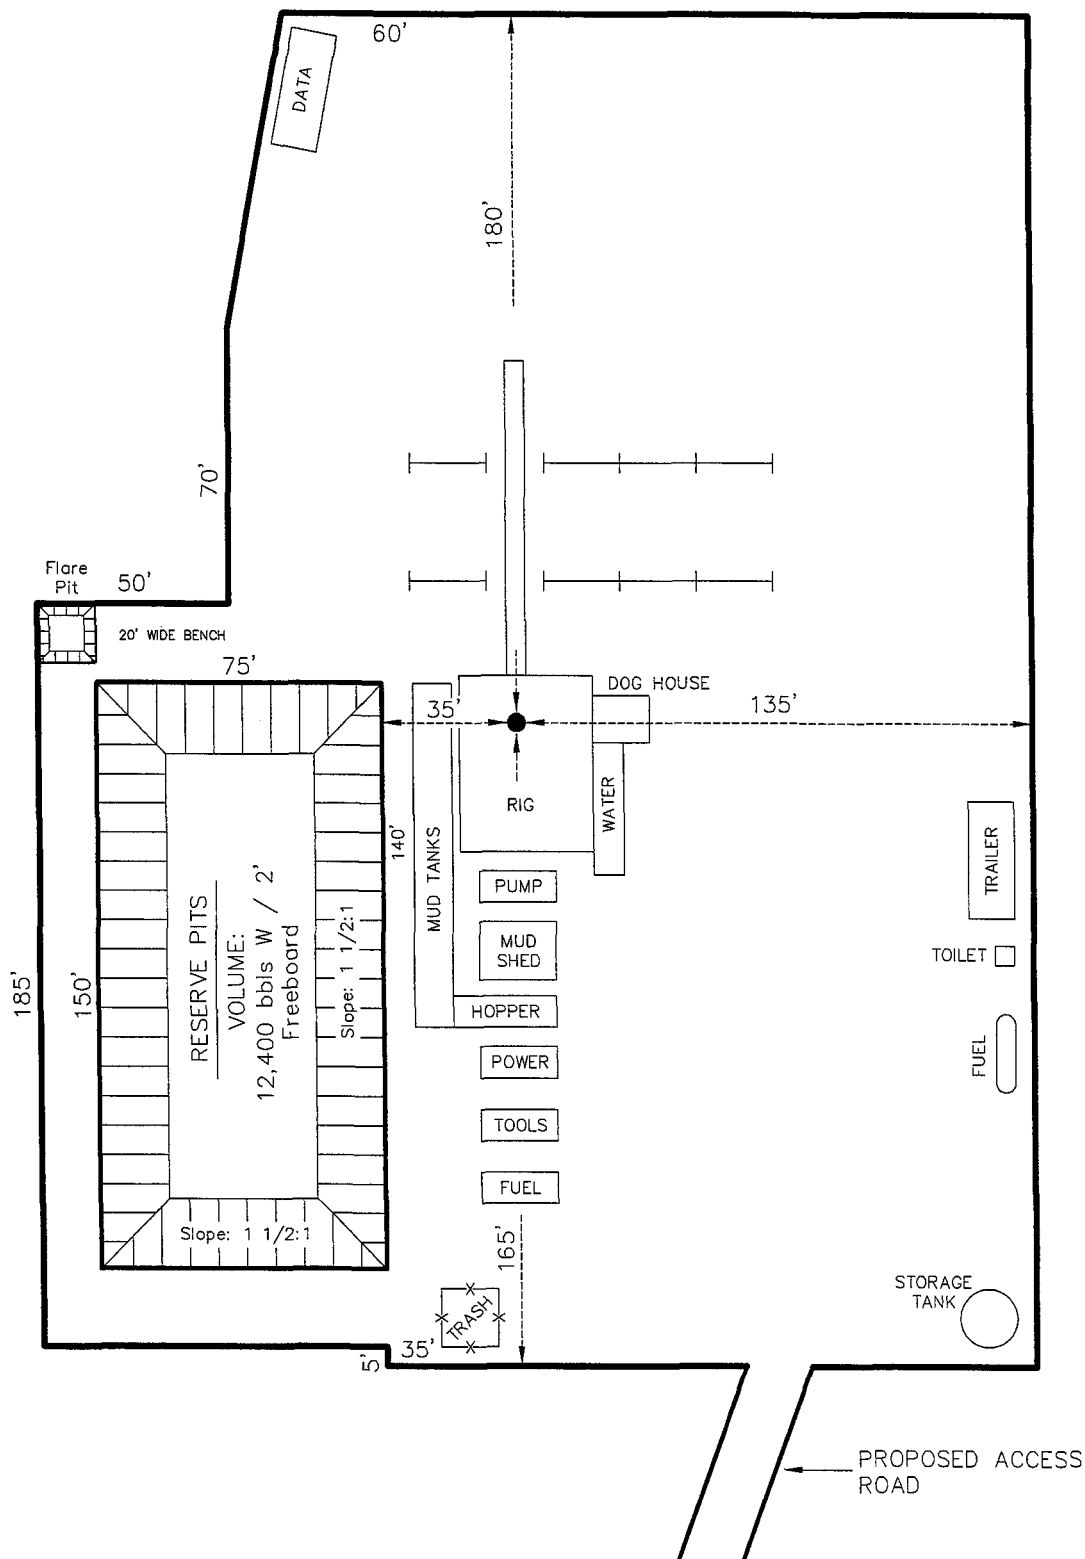 60'
DATA
180'
70'
Flare
Pit
50'
20' WIDE BENCH
75'
DOG HOUSE
35'
135'
RIG
WATER
MUD TANKS
140'
PUMP
MUD
SHED
HOPPER
POWER
TOOLS
FUEL
TRAILER
TOILET
FUEL
185'
150'
RESERVE PITS
VOLUME:
12,400 bbls W / 2'
Freeboard
Slope: 1 1/2:1
Slope: 1 1/2:1
165'
STORAGE
TANK
TRASH
35'
5'
PROPOSED ACCESS
ROAD